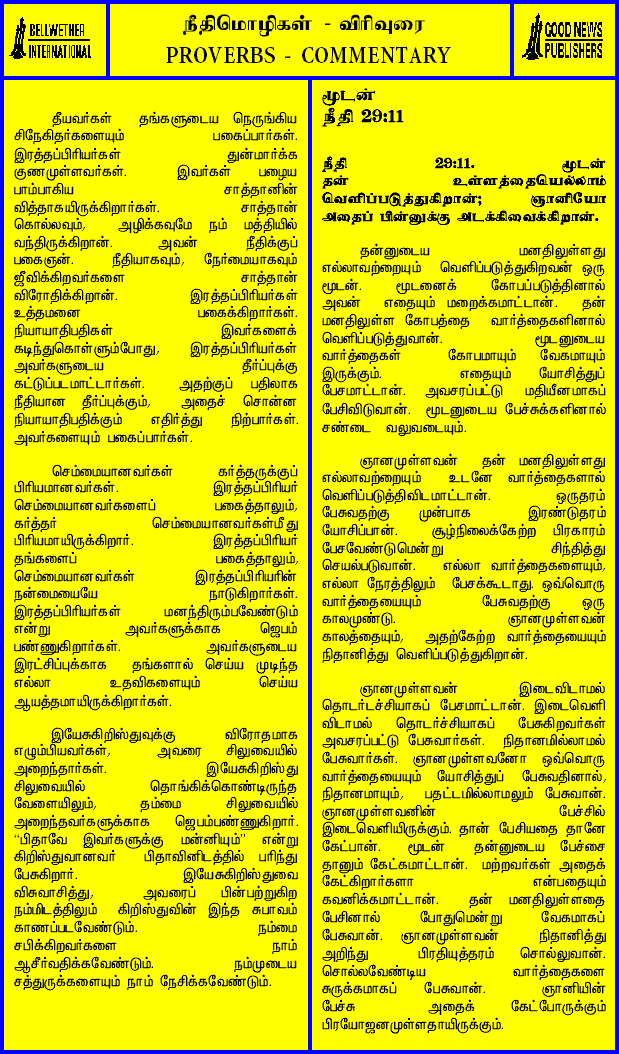 BELLWETHER
INTERNATIONAL
நீதிமொழிகள் - விரிவுரை
PROVERBS - COMMENTARY
GOOD NEWS
PUBLISHERS
தீயவர்கள் தங்களுடைய நெருங்கிய
சிநேகிதர்களையும் பகைப்பார்கள்.
இரத்தப்பிரியர்கள் துன்மார்க்க
குணமுள்ளவர்கள். இவர்கள் பழைய
பாம்பாகிய சாத்தானின்
வித்தாகயிருக்கிறார்கள். சாத்தான்
கொல்லவும், அழிக்கவுமே நம் மத்தியில்
வந்திருக்கிறான். அவன் நீதிக்குப்
பகைஞன். நீதியாகவும், நேர்மையாகவும்
ஜீவிக்கிறவர்களை சாத்தான்
விரோதிக்கிறான். இரத்தப்பிரியர்கள்
உத்தமனை பகைக்கிறார்கள்.
நியாயாதிபதிகள் இவர்களைக்
கடிந்துகொள்ளும்போது, இரத்தப்பிரியர்கள்
அவர்களுடைய தீர்ப்புக்கு
கட்டுப்படமாட்டார்கள். அதற்குப் பதிலாக
நீதியான தீர்ப்புக்கும், அதைச் சொன்ன
நியாயாதிபதிக்கும் எதிர்த்து நிற்பார்கள்.
அவர்களையும் பகைப்பார்கள்.
செம்மையானவர்கள் கர்த்தருக்குப்
பிரியமானவர்கள். இரத்தப்பிரியர்
செம்மையானவர்களைப் பகைத்தாலும்,
கர்த்தர் செம்மையானவர்கள்மீது
பிரியமாயிருக்கிறார். இரத்தப்பிரியர்
தங்களைப் பகைத்தாலும்,
செம்மையானவர்கள் இரத்தப்பிரியரின்
நன்மையையே நாடுகிறார்கள்.
இரத்தப்பிரியர்கள் மனந்திரும்பவேண்டும்
என்று அவர்களுக்காக ஜெபம்
பண்ணுகிறார்கள். அவர்களுடைய
இரட்சிப்புக்காக தங்களால் செய்ய முடிந்த
எல்லா உதவிகளையும் செய்ய
ஆயத்தமாயிருக்கிறார்கள்.
இயேசுகிறிஸ்துவுக்கு விரோதமாக
எழும்பியவர்கள், அவரை சிலுவையில்
அறைந்தார்கள். இயேசுகிறிஸ்து
சிலுவையில் தொங்கிக்கொண்டிருந்த
வேளையிலும், தம்மை சிலுவையில்
அறைந்தவர்களுக்காக ஜெபம்பண்ணுகிறார்.
“பிதாவே இவர்களுக்கு மன்னியும்” என்று
கிறிஸ்துவானவர் பிதாவினிடத்தில் பரிந்து
பேசுகிறார். இயேசுகிறிஸ்துவை
விசுவாசித்து, அவரைப் பின்பற்றுகிற
நம்மிடத்திலும் கிறிஸ்துவின் இந்த சுபாவம்
காணப்படவேண்டும். நம்மை
சபிக்கிறவர்களை நாம்
ஆசீர்வதிக்கவேண்டும். நம்முடைய
சத்துருக்களையும் நாம் நேசிக்கவேண்டும்.
மூடன்
நீதி 29:11
நீதி 29:11. மூடன்
தன் உள்ளத்தையெல்லாம்
வெளிப்படுத்துகிறான்; ஞானியோ
அதைப் பின்னுக்கு அடக்கிவைக்கிறான்.
தன்னுடைய மனதிலுள்ளது
எல்லாவற்றையும் வெளிப்படுத்துகிறவன் ஒரு
மூடன். மூடனைக் கோபப்படுத்தினால்
அவன் எதையும் மறைக்கமாட்டான். தன்
மனதிலுள்ள கோபத்தை வார்த்தைகளினால்
வெளிப்படுத்துவான். மூடனுடைய
வார்த்தைகள் கோபமாயும் வேகமாயும்
இருக்கும். எதையும் யோசித்துப்
பேசமாட்டான். அவசரப்பட்டு மதியீனமாகப்
பேசிவிடுவான். மூடனுடைய பேச்சுக்களினால்
சண்டை வலுவடையும்.
ஞானமுள்ளவன் தன் மனதிலுள்ளது
எல்லாவற்றையும் உடனே வார்த்தைகளால்
வெளிப்படுத்திவிடமாட்டான். ஒருதரம்
பேசுவதற்கு முன்பாக இரண்டுதரம்
யோசிப்பான். சூழ்நிலைக்கேற்ற பிரகாரம்
பேசவேண்டுமென்று சிந்தித்து
செயல்படுவான். எல்லா வார்த்தைகளையும்,
எல்லா நேரத்திலும் பேசக்கூடாது. ஒவ்வொரு
வார்த்தையையும் பேசுவதற்கு ஒரு
காலமுண்டு. ஞானமுள்ளவன்
காலத்தையும், அதற்கேற்ற வார்த்தையையும்
நிதானித்து வெளிப்படுத்துகிறான்.
ஞானமுள்ளவன் இடைவிடாமல்
தொடர்டச்சியாகப் பேசமாட்டான். இடைவெளி
விடாமல் தொடர்ச்சியாகப் பேசுகிறவர்கள்
அவசரப்பட்டு பேசுவார்கள். நிதானமில்லாமல்
பேசுவார்கள். ஞானமுள்ளவனோ ஒவ்வொரு
வார்த்தையையும் யோசித்துப் பேசுவதினால்,
நிதானமாயும், பதட்டமில்லாமலும் பேசுவான்.
ஞானமுள்ளவனின் பேச்சில்
இடைவெளியிருக்கும். தான் பேசியதை தானே
கேட்பான். மூடன் தன்னுடைய பேச்சை
தானும் கேட்கமாட்டான். மற்றவர்கள் அதைக்
கேட்கிறார்களா என்பதையும்
கவனிக்கமாட்டான். தன் மனதிலுள்ளதை
பேசினால் போதுமென்று வேகமாகப்
பேசுவான். ஞானமுள்ளவன் நிதானித்து
அறிந்து பிரதியுத்தரம் சொல்லுவான்.
சொல்லவேண்டிய வார்த்தைகளை
சுருக்கமாகப் பேசுவான். ஞானியின்
பேச்சு அதைக் கேட்போருக்கும்
பிரயோஜனமுள்ளதாயிருக்கும்.